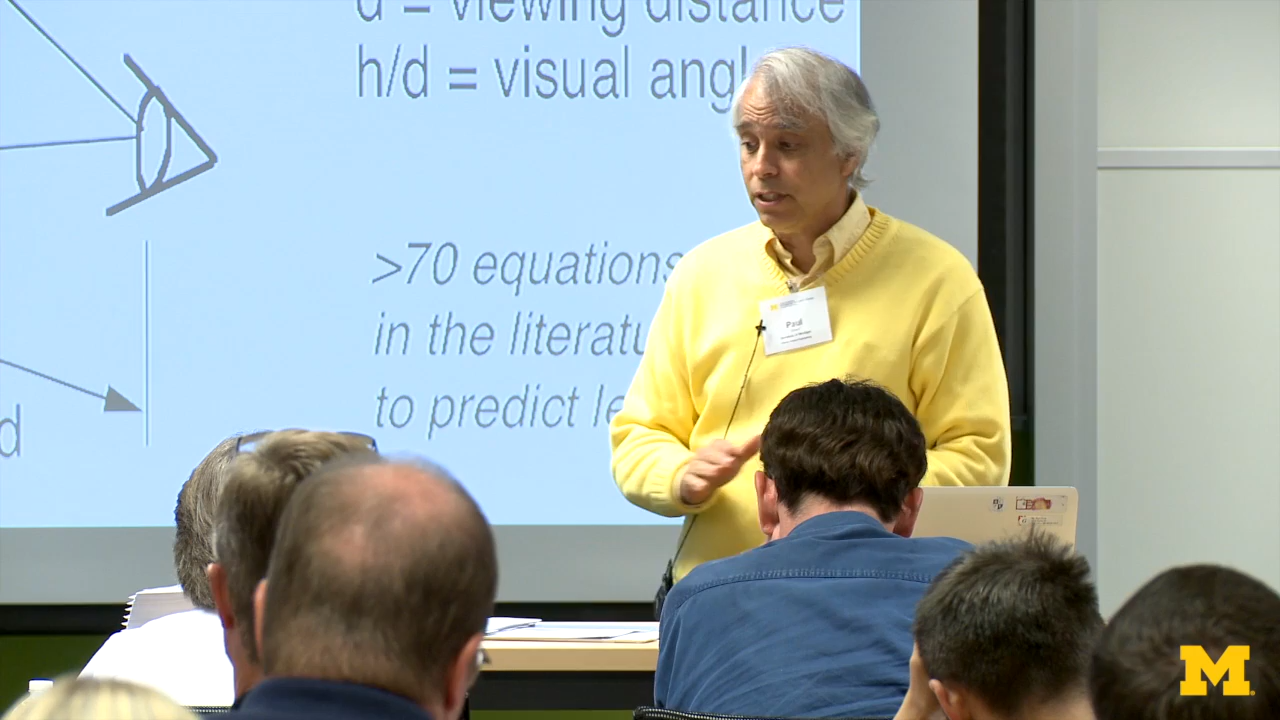 d = viewing distance
h/d = visual angl
>70 equations
in the literatu
to predict le
d
M
Paul
M